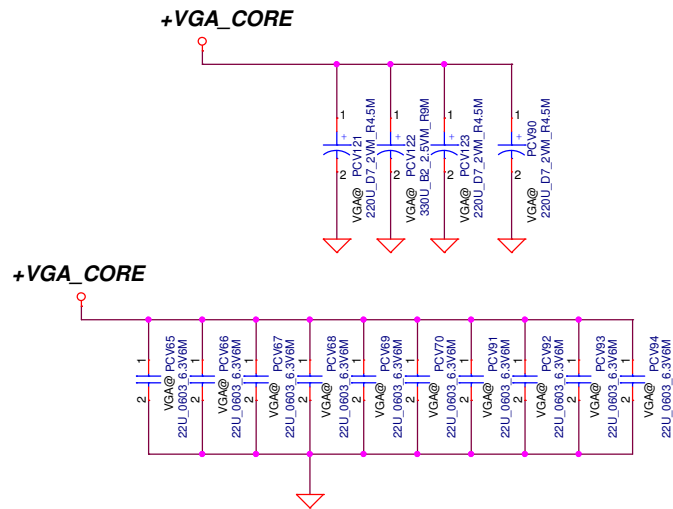 +VGA_CORE
1
+
2
VGA@ PCV121
220U_D7_2VM_R4.5M
1
+
2
VGA@ PCV122
330U_B2_2.5VM_R9M
1
+
2
VGA@ PCV123
220U_D7_2VM_R4.5M
1
+
2
VGA@ PCV90
220U_D7_2VM_R4.5M
+VGA_CORE
1
2
VGA@ PCV65
22U_0603_6.3V6M
1
2
VGA@ PCV66
22U_0603_6.3V6M
1
2
VGA@ PCV67
22U_0603_6.3V6M
1
2
VGA@ PCV68
22U_0603_6.3V6M
1
2
VGA@ PCV69
22U_0603_6.3V6M
1
2
VGA@ PCV70
22U_0603_6.3V6M
1
2
VGA@ PCV91
22U_0603_6.3V6M
1
2
VGA@ PCV92
22U_0603_6.3V6M
1
2
VGA@ PCV93
22U_0603_6.3V6M
1
2
VGA@ PCV94
22U_0603_6.3V6M